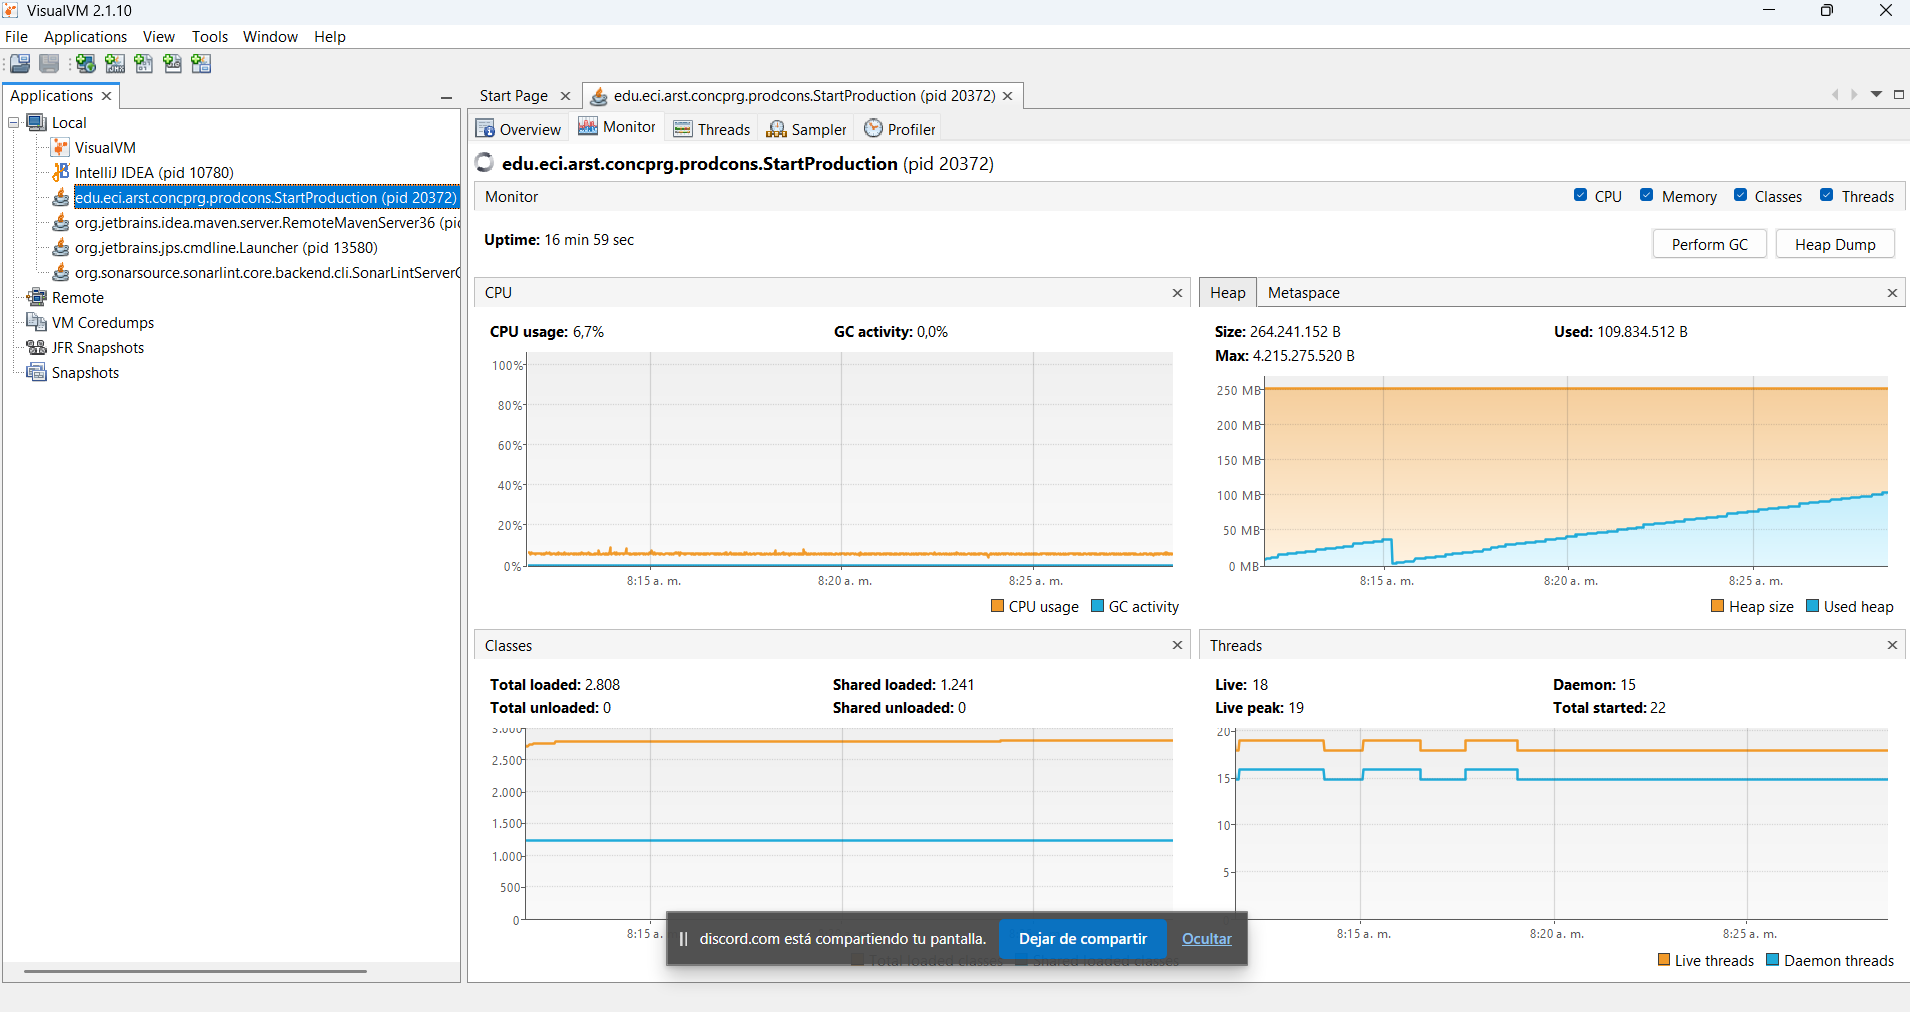 VisualVM 2.1.10
File Applications View Tools Window Help
Applications
Start Page
edu.eci.arst.concprg.prodcons.StartProduction (pid 20372)
Local
VisualVM
IntelliJ IDEA (pid 10780)
edu.eci.arst.concprg.prodcons.StartProduction (pid 20372)
org.jetbrains.idea.maven.server.RemoteMavenServer36 (pid
org.jetbrains.jps.cmdline.Launcher (pid 13580)
org.sonarsource.sonarlint.core.backend.cli.SonarLintServerC
Remote
VM Coredumps
JFR Snapshots
Snapshots
Overview Monitor Threads Sampler Profiler
edu.eci.arst.concprg.prodcons.StartProduction (pid 20372)
Monitor
CPU Memory Classes Threads
Uptime: 16 min 59 sec
Perform GC Heap Dump
CPU
CPU usage: 6,7% GC activity: 0,0%
100%
80%
60%
40%
20%
0%
8:15 a. m. 8:20 a. m. 8:25 a. m.
CPU usage GC activity
Heap Metaspace
Size: 264.241.152 B Used: 109.834.512 B
Max: 4.215.275.520 B
250 MB
200 MB
150 MB
100 MB
50 MB
0 MB
8:15 a. m. 8:20 a. m. 8:25 a. m.
Heap size Used heap
Classes
Total loaded: 2.808 Shared loaded: 1.241
Total unloaded: 0 Shared unloaded: 0
3.000
2.500
2.000
1.500
1.000
500
0
8:15 a.
Total loaded classes Shared loaded classes
Threads
Live: 18 Daemon: 15
Live peak: 19 Total started: 22
20
15
10
5
8:15 a. m. 8:20 a. m. 8:25 a. m.
Live threads Daemon threads
discord.com está compartiendo tu pantalla. Dejar de compartir Ocultar